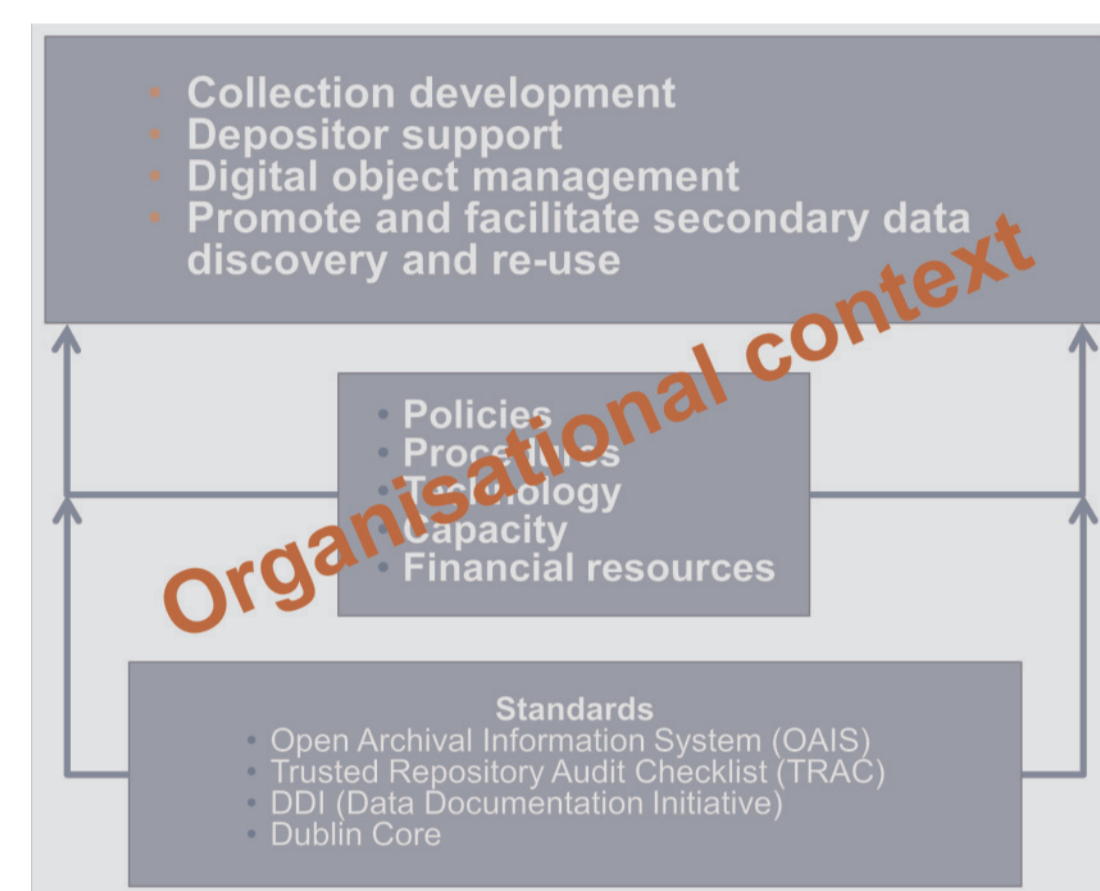 • Collection development
• Depositor support
• Digital object management
• Promote and facilitate secondary data
discovery and re-use
Organisational context
• Policies
• Procedures
• Technology
• Capacity
• Financial resources
Standards
• Open Archival Information System (OAIS)
• Trusted Repository Audit Checklist (TRAC)
• DDI (Data Documentation Initiative)
• Dublin Core